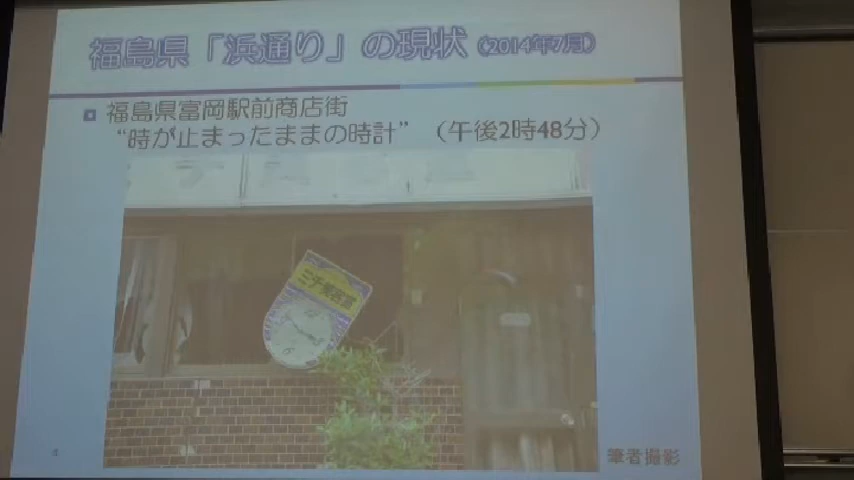 福島県「浜通り」の現状（2014年7月）
福島県富岡駅前商店街
“時が止まったままの時計”（午後2時48分）
筆者撮影